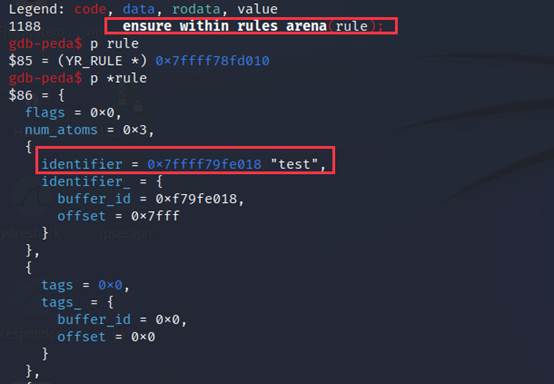 Legend: code, data, rodata, value
1188 ensure_within_rules_arena(rule);
gdb-peda$ p rule
$85 = (YR_RULE *) 0x7ffff78fd010
gdb-peda$ p *rule
$86 = {
flags = 0x0,
num_atoms = 0x3,
{
identifier = 0x7ffff79fe018 "test",
identifier_ = {
buffer_id = 0xf79fe018,
offset = 0x7fff
}
},
{
tags = 0x0,
tags_ = {
buffer_id = 0x0,
offset = 0x0
}
},